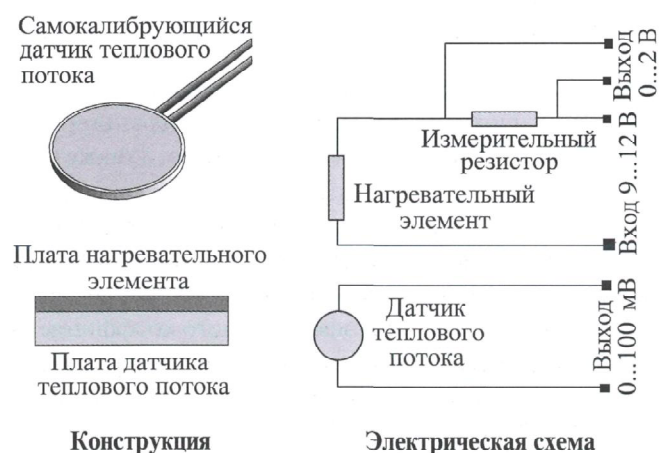 Самокалибрующийся
датчик теплового
потока
Плата нагревательного
элемента
Плата датчика
теплового потока
Конструкция
Выход
0...2 В
Измерительный
резистор
Нагревательный
элемент
Вход 9...12 В
Датчик
теплового
потока
Выход
0...100 мВ
Электрическая схема